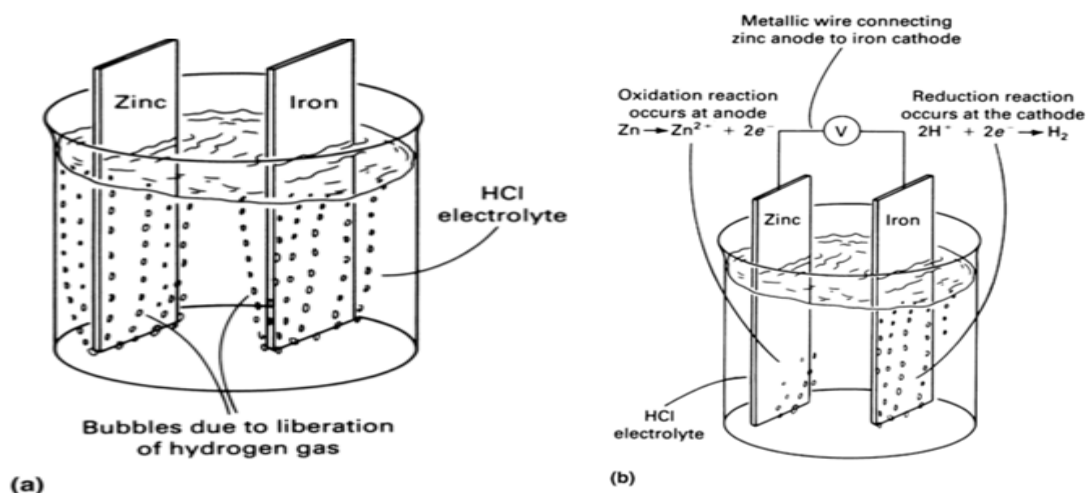 Zinc
Iron
HCl
electrolyte
Bubbles due to liberation
of hydrogen gas
(a)
Metallic wire connecting
zinc anode to iron cathode
Oxidation reaction
occurs at anode
Zn → Zn²⁺ + 2e⁻
V
Reduction reaction
occurs at the cathode
2H⁺ + 2e⁻ → H₂
Zinc
Iron
HCl
electrolyte
(b)